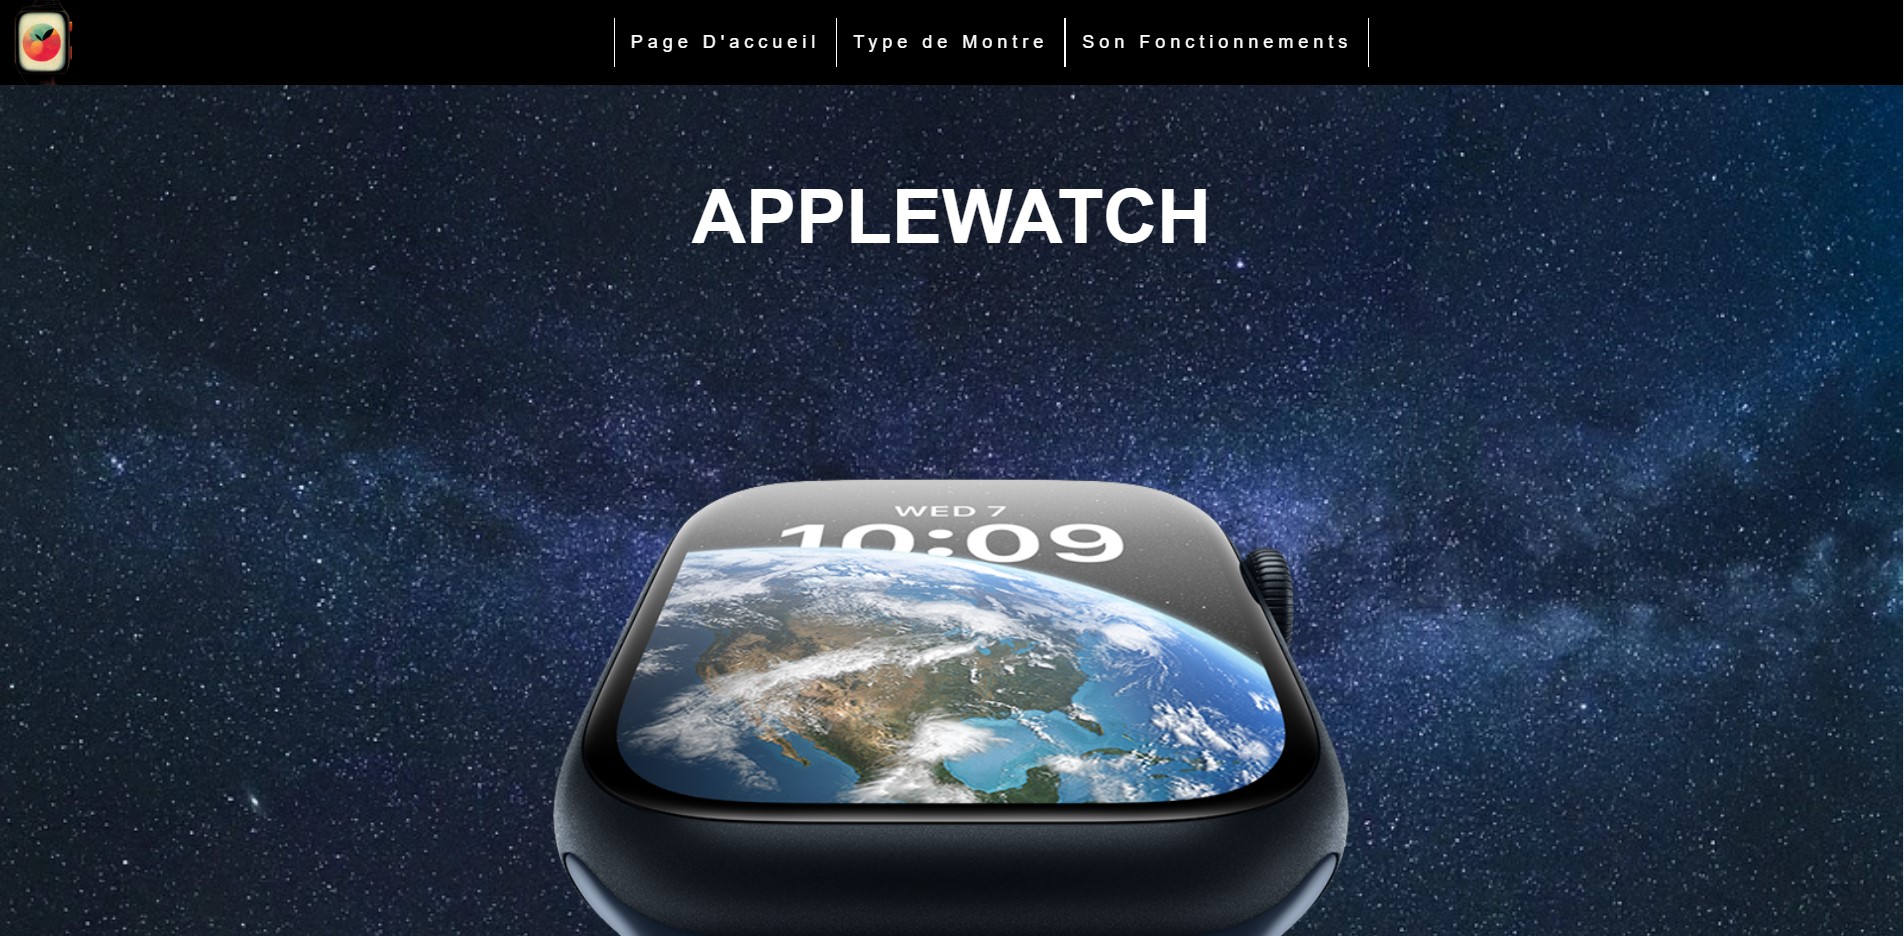 Page D'accueil
Type de Montre
Son Fonctionnements
APPLEWATCH
WED 7
10:09